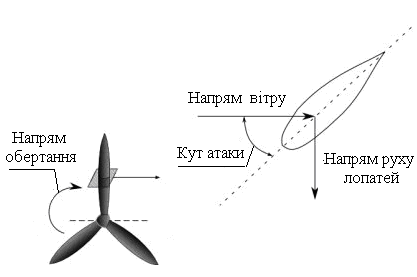 Напрям вітру
Напрям
обертання
Кут атаки
Напрям руху
лопатей